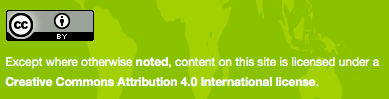 cc
BY
Except where otherwise noted, content on this site is licensed under a
Creative Commons Attribution 4.0 International license.